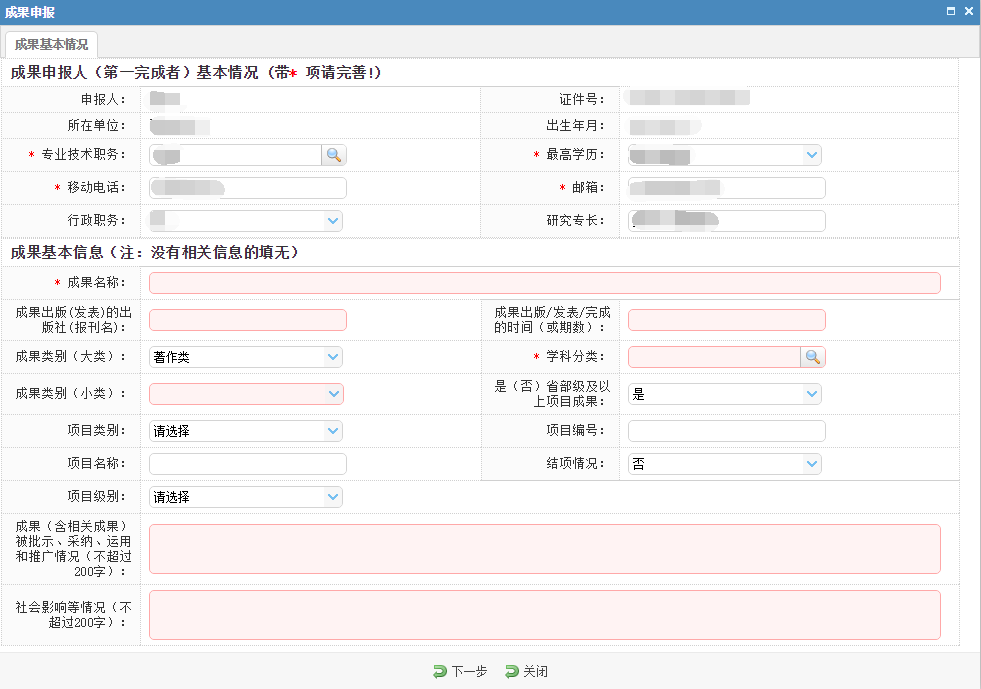 成果申报
成果基本情况
成果申报人（第一完成者）基本情况（带* 项请完善!）
申报人：
证件号：
所在单位：
出生年月：
* 专业技术职务：
* 最高学历：
* 移动电话：
* 邮箱：
行政职务：
研究专长：
成果基本信息（注：没有相关信息的填无）
* 成果名称：
成果出版(发表)的出
版社(报刊名)：
成果出版/发表/完成
的时间（或期数）：
成果类别（大类）：
著作类
* 学科分类：
成果类别（小类）：
是（否）省部级及以
上项目成果：
是
项目类别：
请选择
项目编号：
项目名称：
结项情况：
否
项目级别：
请选择
成果（含相关成果）
被批示、采纳、运用
和推广情况（不超过
200字）：
社会影响等情况（不
超过200字）：
下一步
关闭